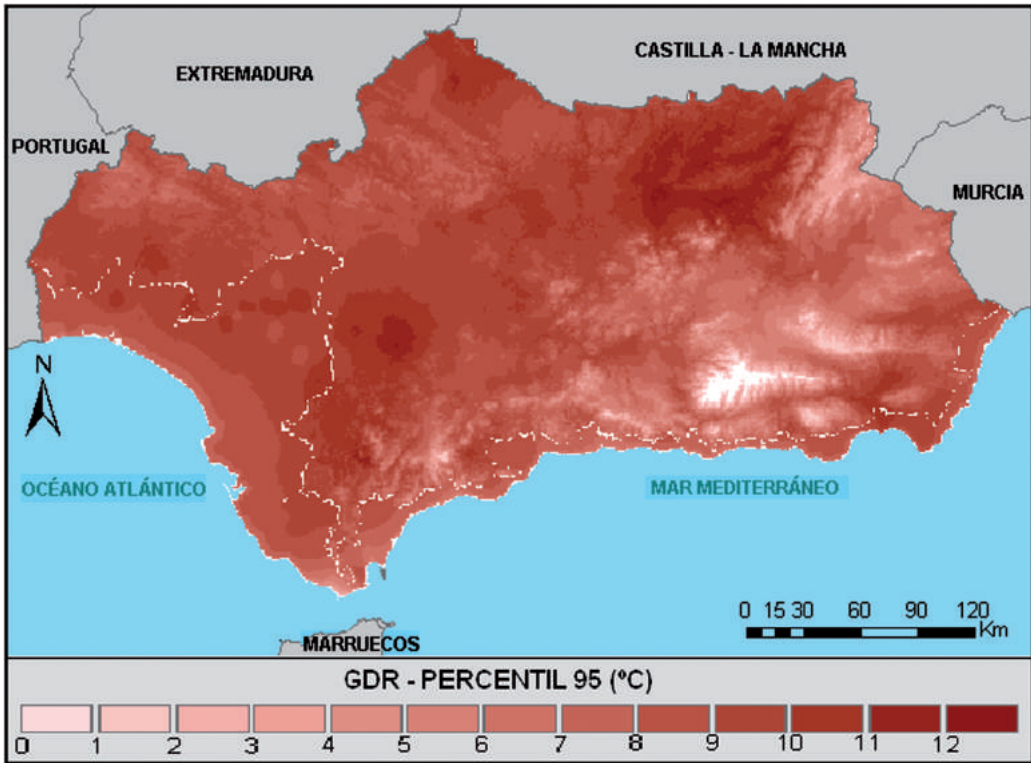 CASTILLA - LA MANCHA
EXTREMADURA
PORTUGAL
MURCIA
N
OCÉANO ATLÁNTICO
MAR MEDITERRÁNEO
0 15 30 60 90 120
Km
MARRUECOS
GDR - PERCENTIL 95 (ºC)
0 1 2 3 4 5 6 7 8 9 10 11 12